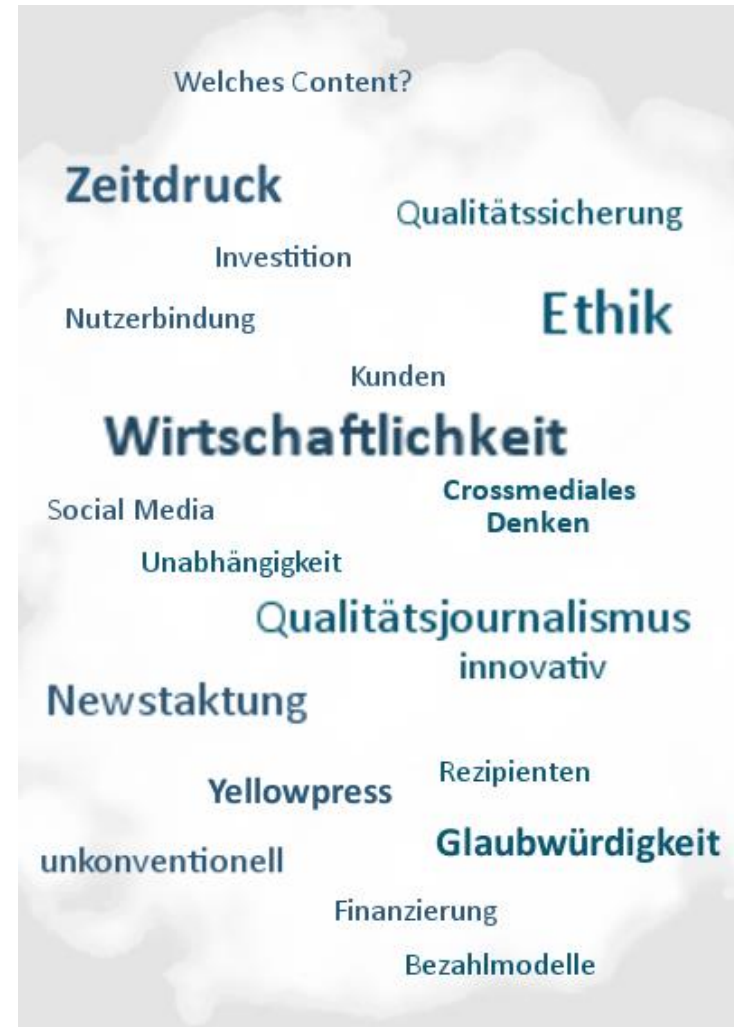 Welches Content?
Zeitdruck
Qualitätssicherung
Investition
Ethik
Nutzerbindung
Kunden
Wirtschaftlichkeit
Crossmediales
Denken
Social Media
Unabhängigkeit
Qualitätsjournalismus
innovativ
Newstaktung
Rezipienten
Yellowpress
Glaubwürdigkeit
unkonventionell
Finanzierung
Bezahlmodelle